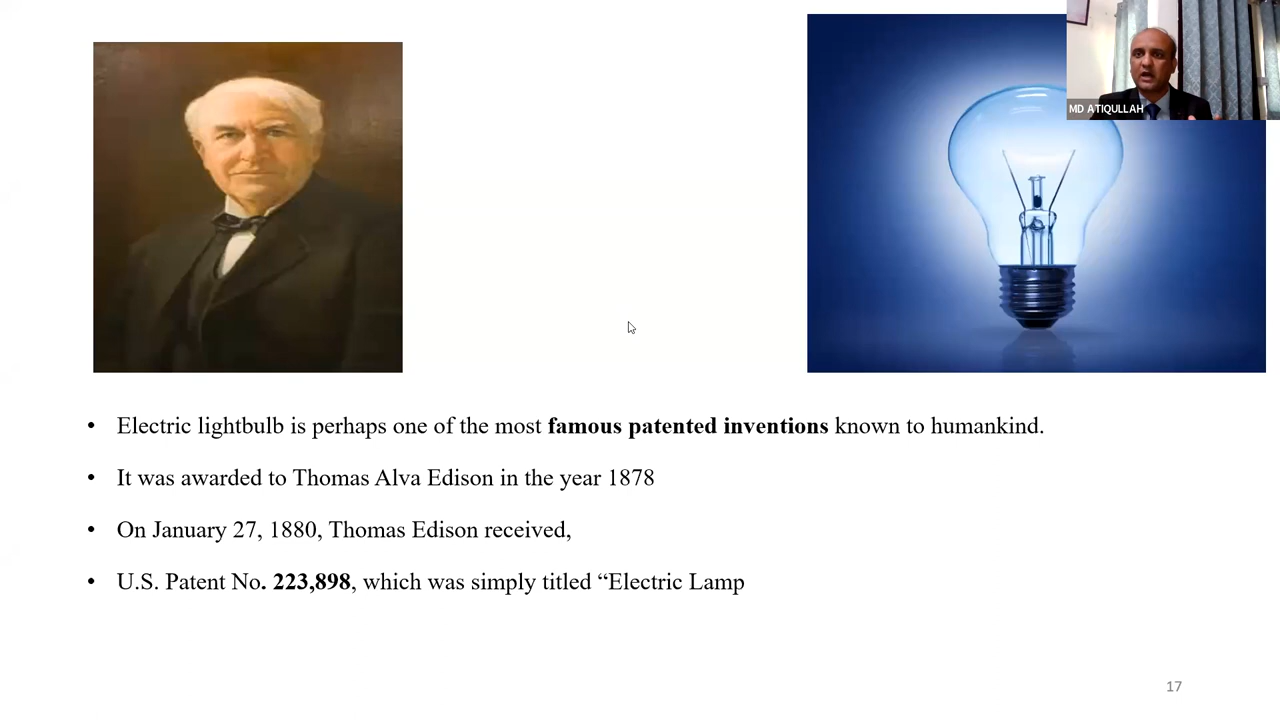 MD ATIQULLAH
• Electric lightbulb is perhaps one of the most famous patented inventions known to humankind.
• It was awarded to Thomas Alva Edison in the year 1878
• On January 27, 1880, Thomas Edison received,
• U.S. Patent No. 223,898, which was simply titled “Electric Lamp
17